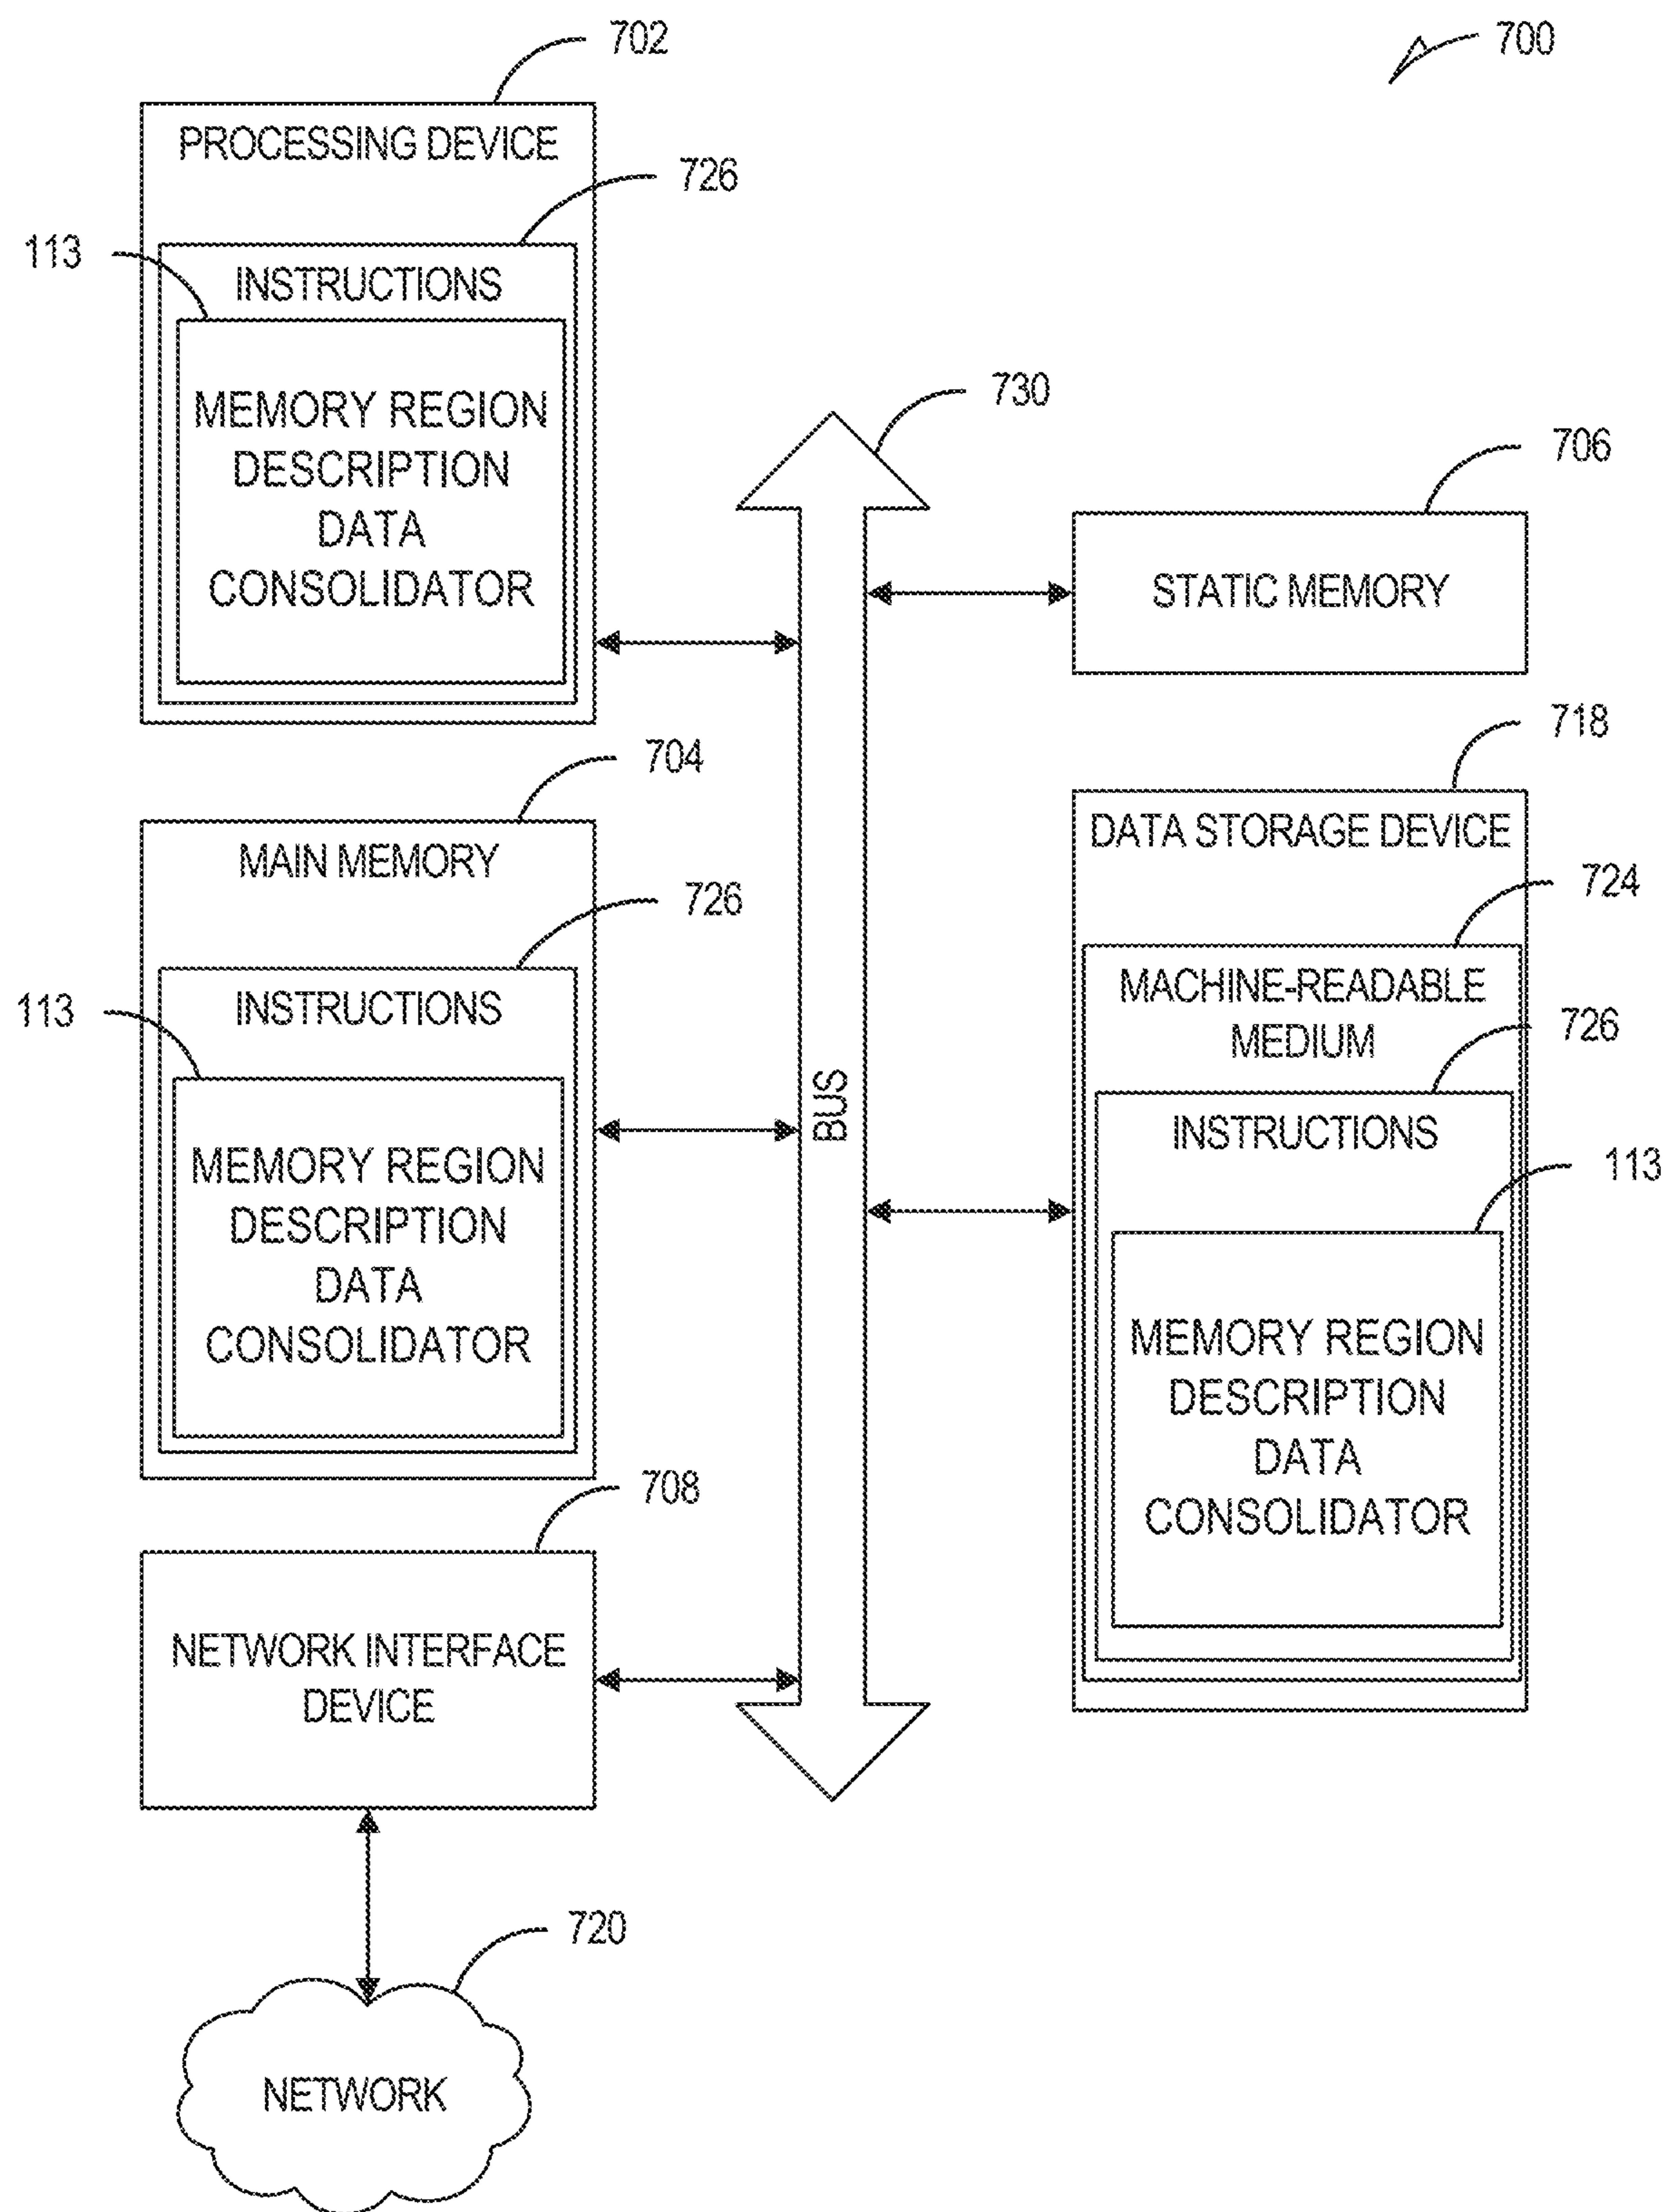 702
700
PROCESSING DEVICE
726
113
INSTRUCTIONS
MEMORY REGION
DESCRIPTION
DATA
CONSOLIDATOR
730
706
STATIC MEMORY
704
MAIN MEMORY
726
113
INSTRUCTIONS
MEMORY REGION
DESCRIPTION
DATA
CONSOLIDATOR
BUS
718
DATA STORAGE DEVICE
724
MACHINE-READABLE
MEDIUM
726
INSTRUCTIONS
113
MEMORY REGION
DESCRIPTION
DATA
CONSOLIDATOR
708
NETWORK INTERFACE
DEVICE
720
NETWORK